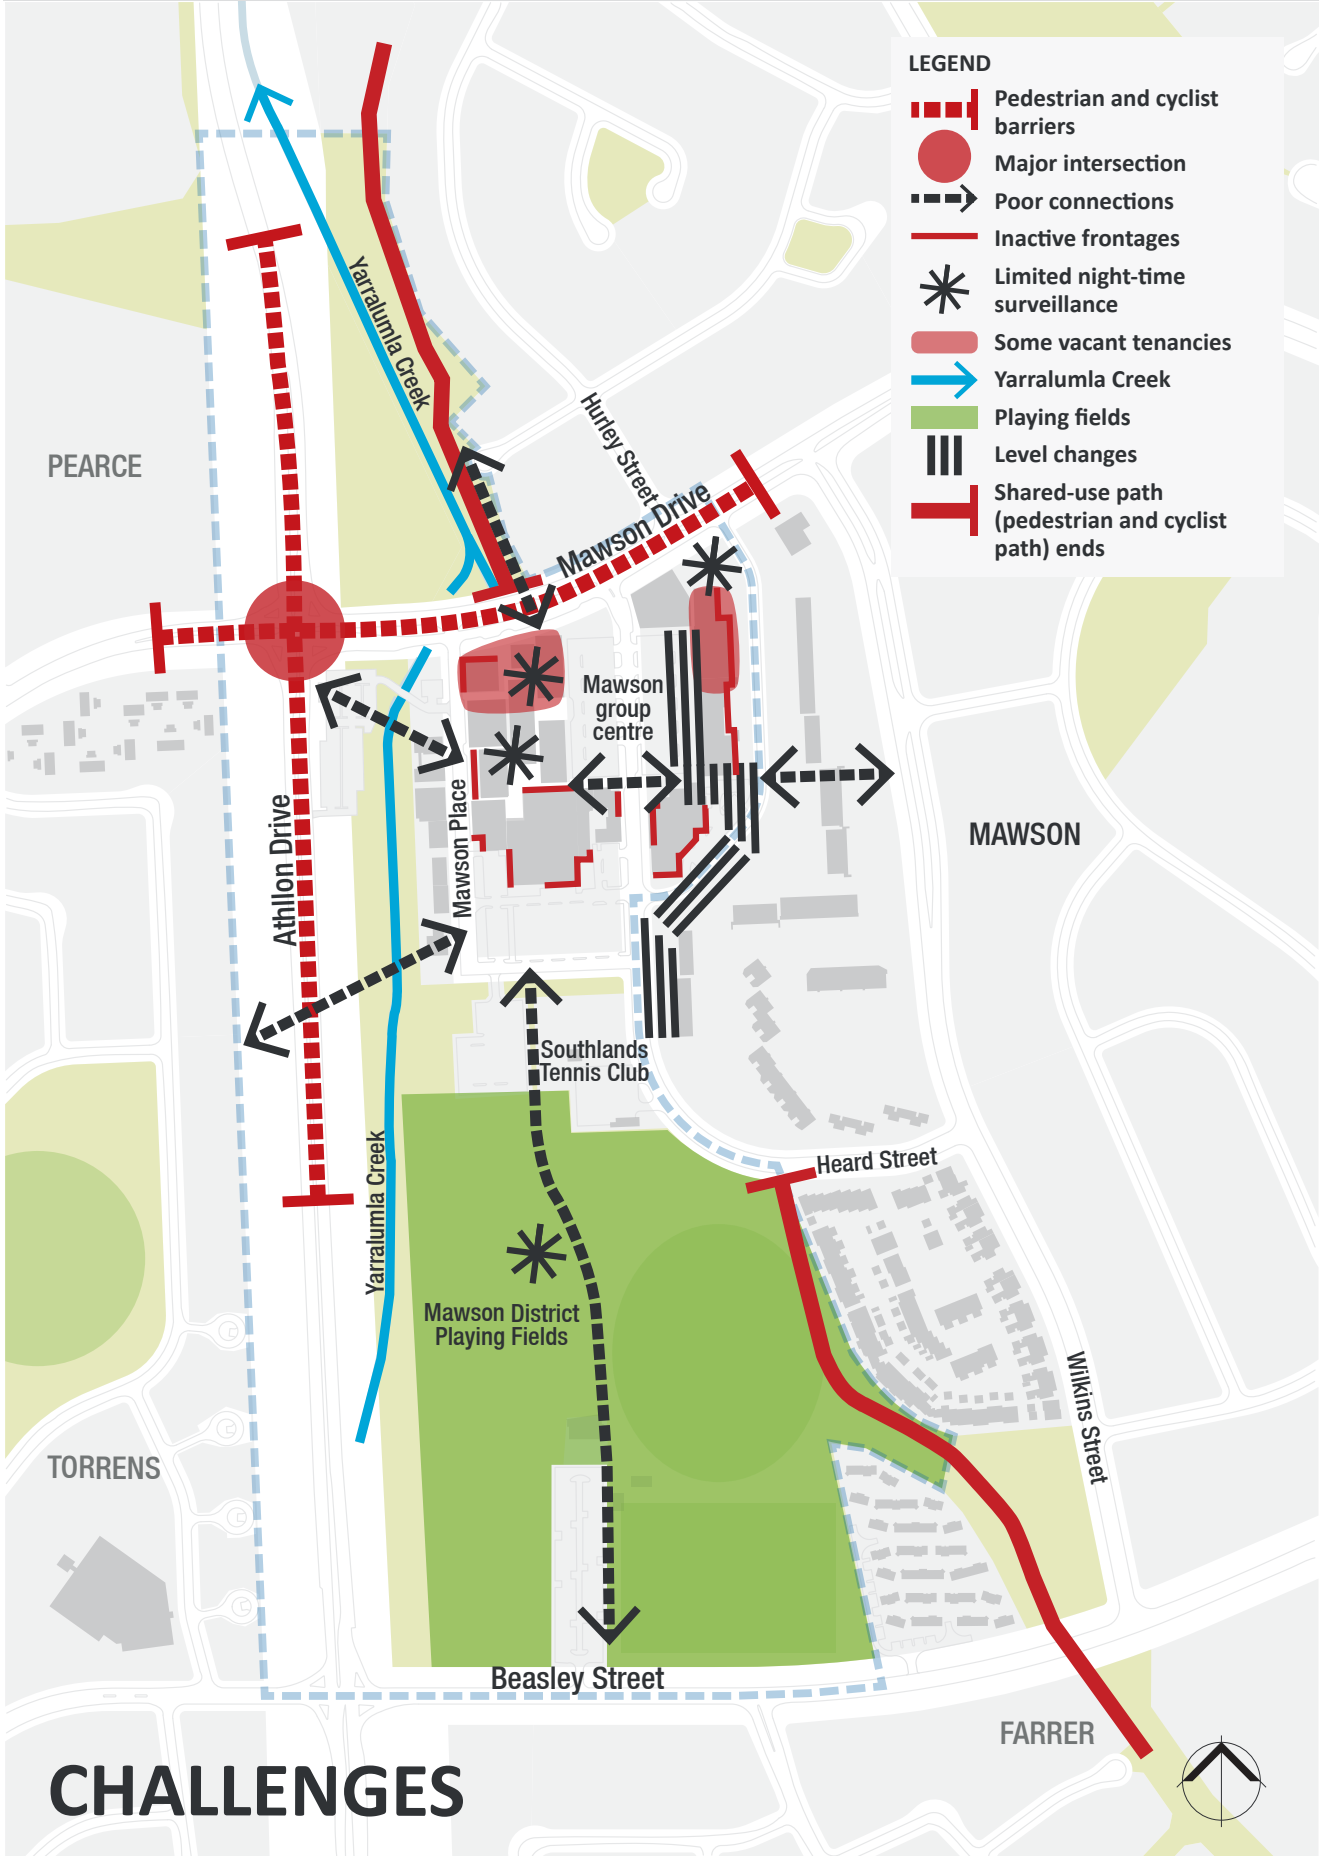 LEGEND
Pedestrian and cyclist
barriers
Major intersection
Poor connections
Inactive frontages
Limited night-time
surveillance
Some vacant tenancies
Yarralumla Creek
Playing fields
Level changes
Shared-use path
(pedestrian and cyclist
path) ends
Yarralumla Creek
Hurley Street
PEARCE
Mawson Drive
Mawson
group
centre
Mawson Place
Athllon Drive
MAWSON
Southlands
Tennis Club
Yarralumla Creek
Heard Street
Mawson District
Playing Fields
Wilkins Street
TORRENS
Beasley Street
FARRER
CHALLENGES